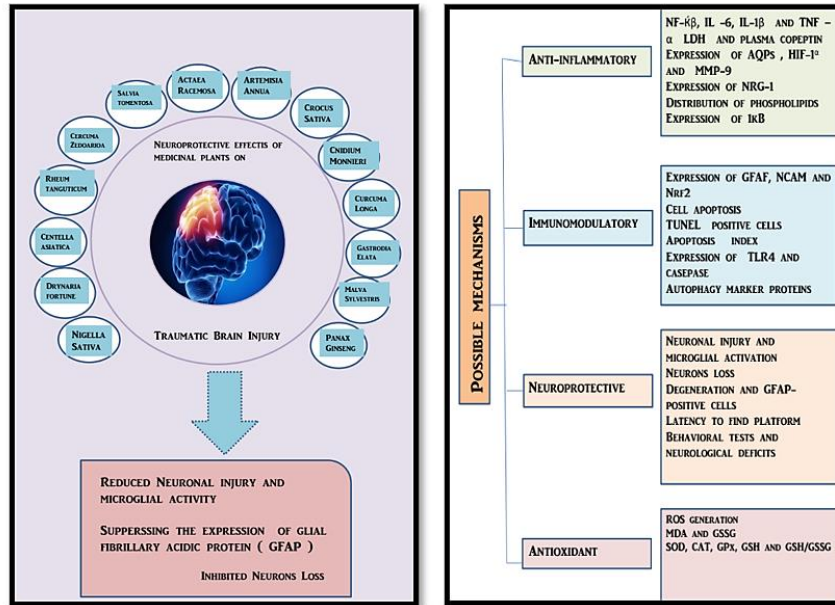 Actaea
Racemosa
Artemisia
Annua
Salvia
tomentosa
Crocus
Sativa
Cercuma
Zedoarioa
Cnidium
Monnieri
Rheum
tanguticum
Curcuma
Longa
Centella
asiatica
Gastrodia
Elata
Drynaria
fortune
Malva
Sylvestris
Nigella
Sativa
Panax
Ginseng
Neuroprotective effectis of
medicinal plants on
Traumatic Brain Injury
Reduced Neuronal injury and
microglial activity
Supperssing the expression of glial
fibrillary acidic protein ( GFAP )
Inhibited Neurons Loss
Possible mechanisms
Anti-inflammatory
NF-κβ, IL -6, IL-1β and TNF -
α LDH and plasma copeptin
Expression of AQPs , HIF-1α
and MMP-9
Expression of NRG-1
Distribution of phospholipids
Expression of IκB
Immunomodulatory
Expression of GFAF, NCAM and
Nrf2
Cell apoptosis
TUNEL positive cells
Apoptosis index
Expression of TLR4 and
casepase
Autophagy marker proteins
Neuroprotective
Neuronal injury and
microglial activation
Neurons Loss
Degeneration and GFAP-
positive cells
Latency to find platform
Behavioral tests and
neurological deficits
Antioxidant
ROS generation
MDA and GSSG
SOD, CAT, GPx, GSH and GSH/GSSG